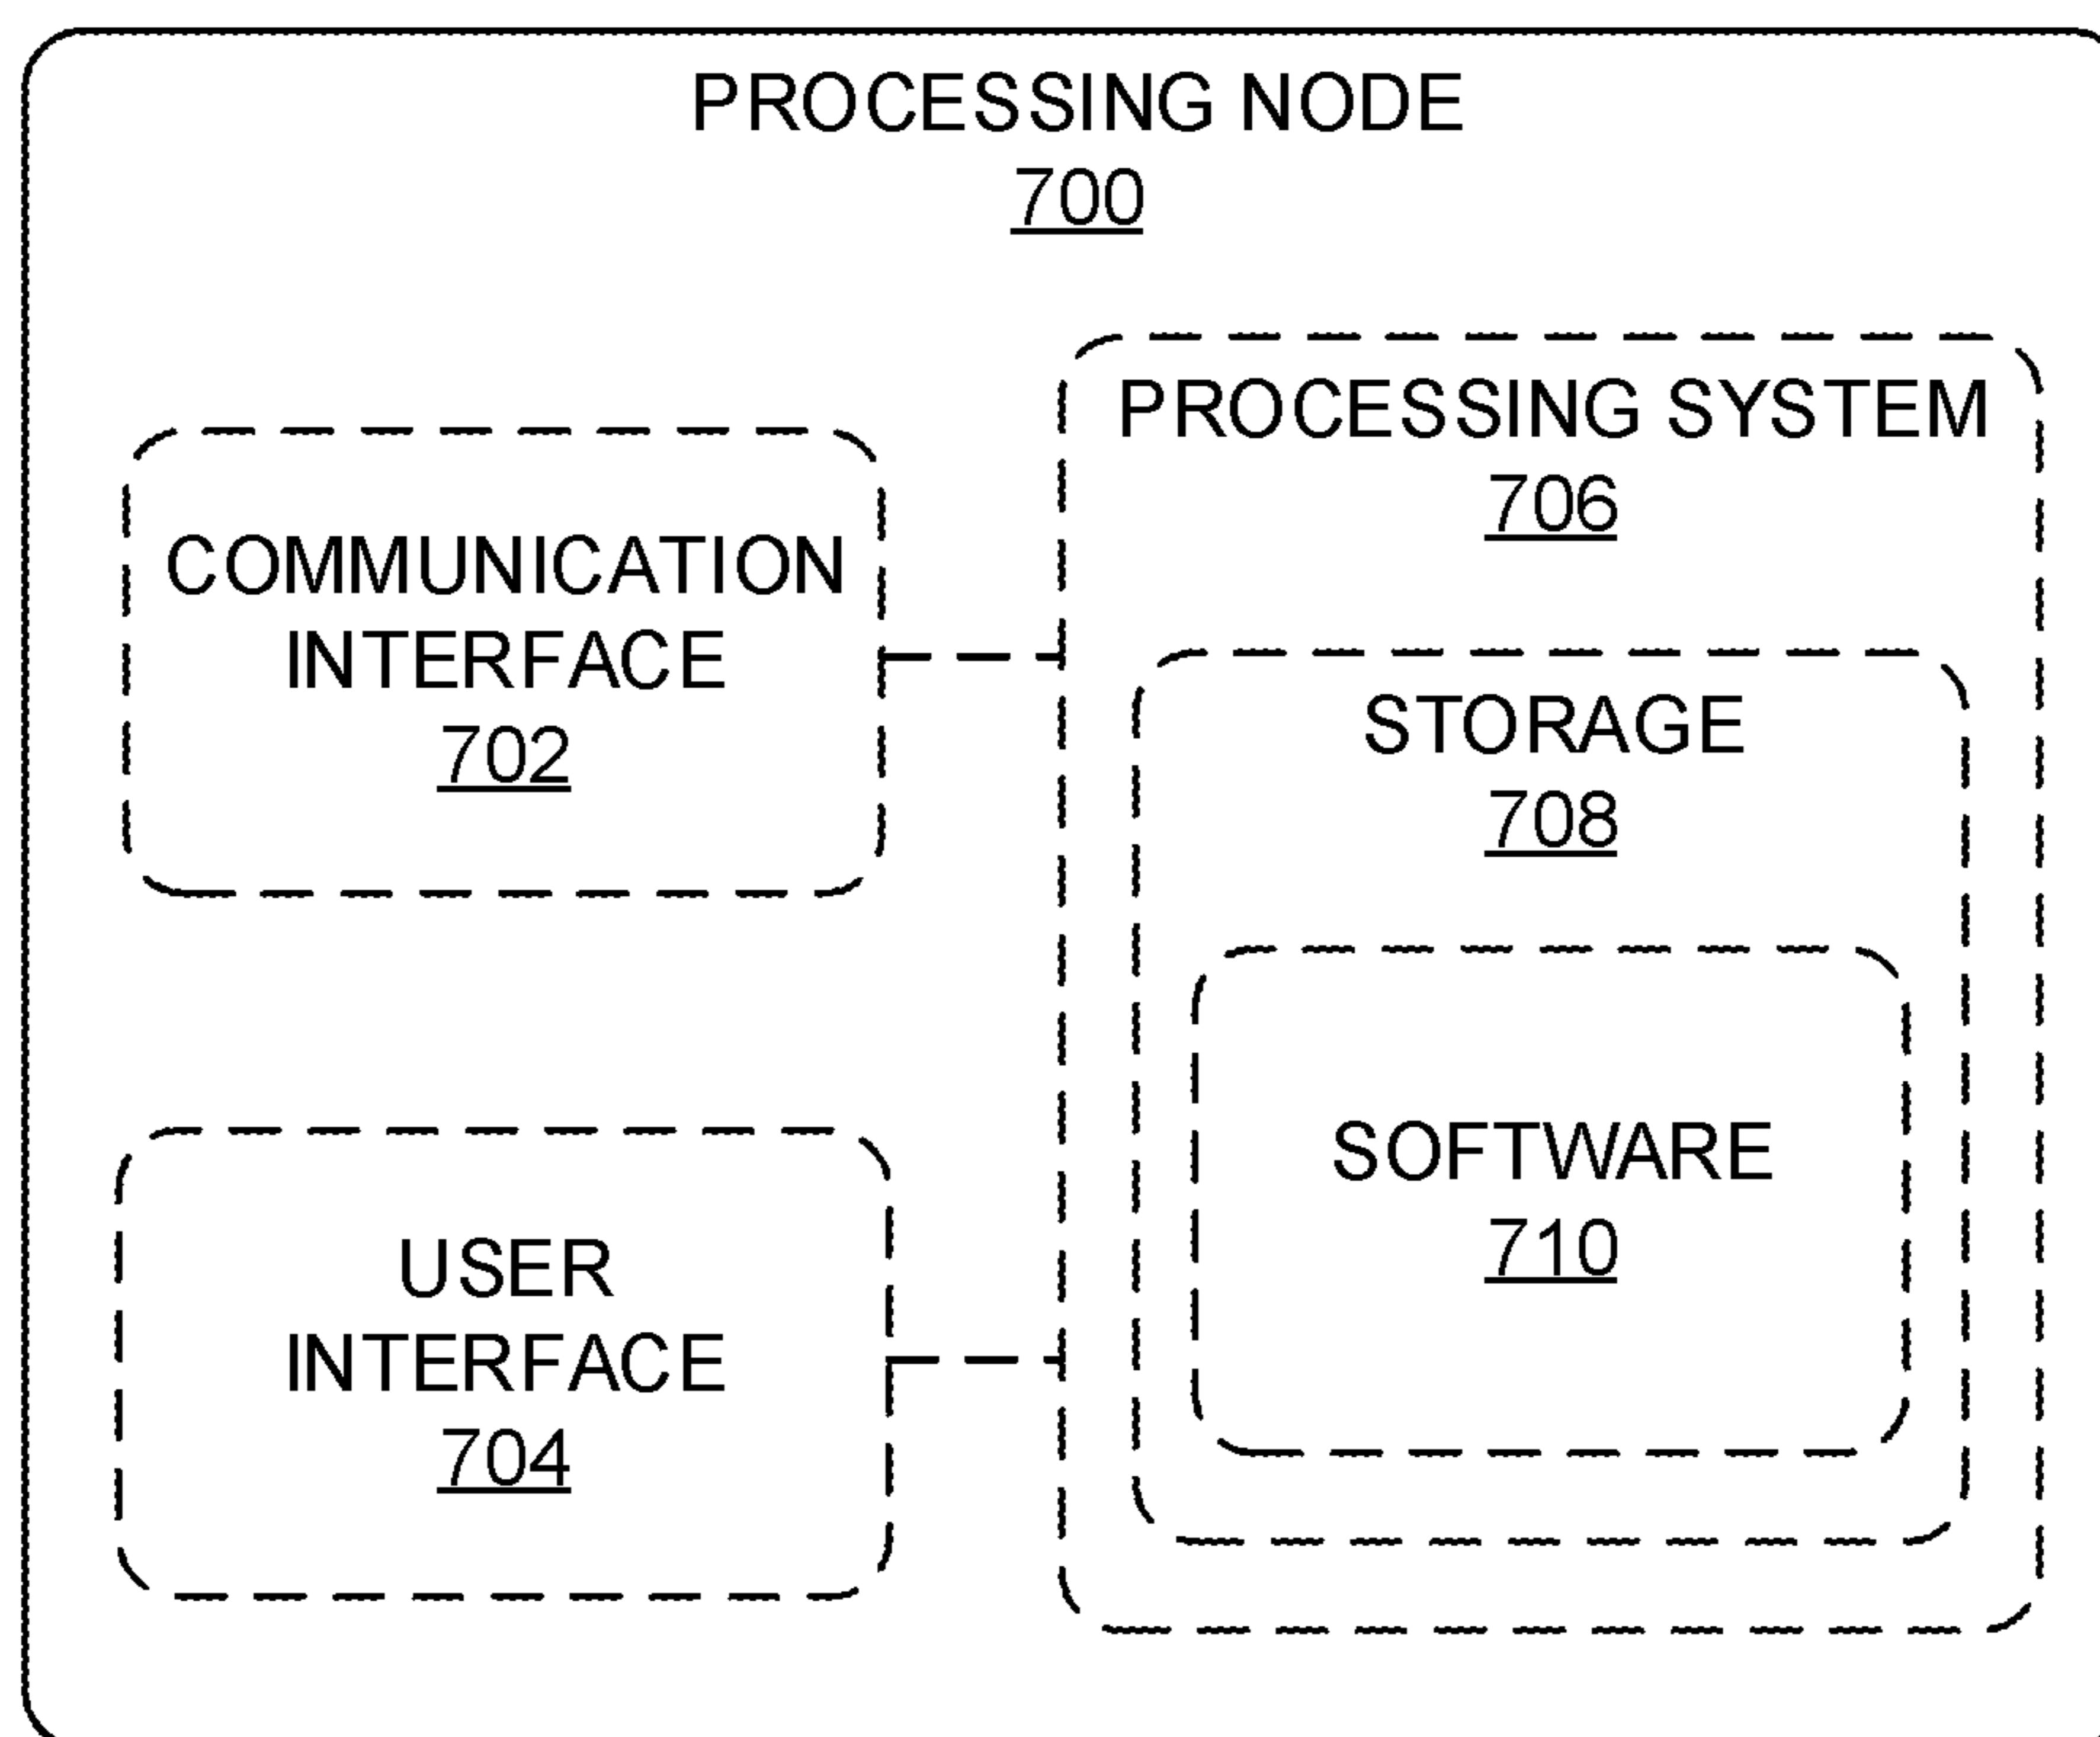 PROCESSING NODE
700
COMMUNICATION
INTERFACE
702
USER
INTERFACE
704
PROCESSING SYSTEM
706
STORAGE
708
SOFTWARE
710